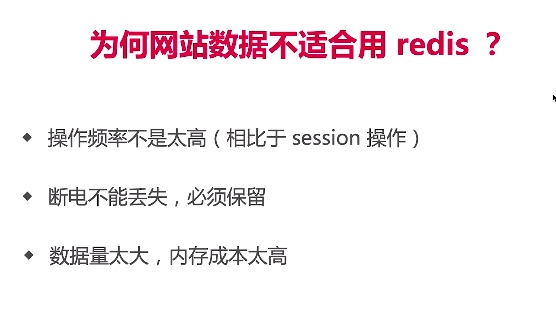 为何网站数据不适合用 redis ？
◆ 操作频率不是太高（相比于 session 操作）
◆ 断电不能丢失，必须保留
◆ 数据量太大，内存成本太高